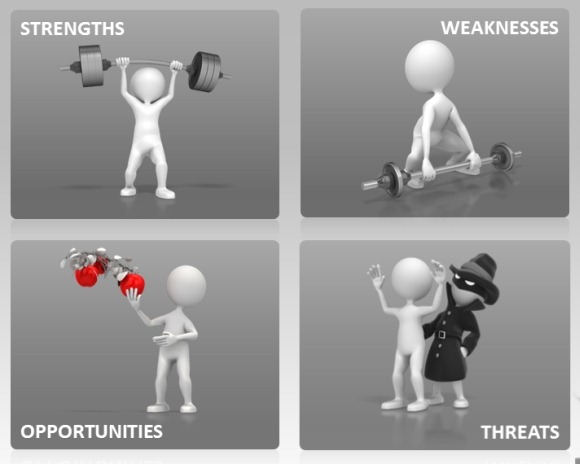 STRENGTHS
WEAKNESSES
OPPORTUNITIES
THREATS